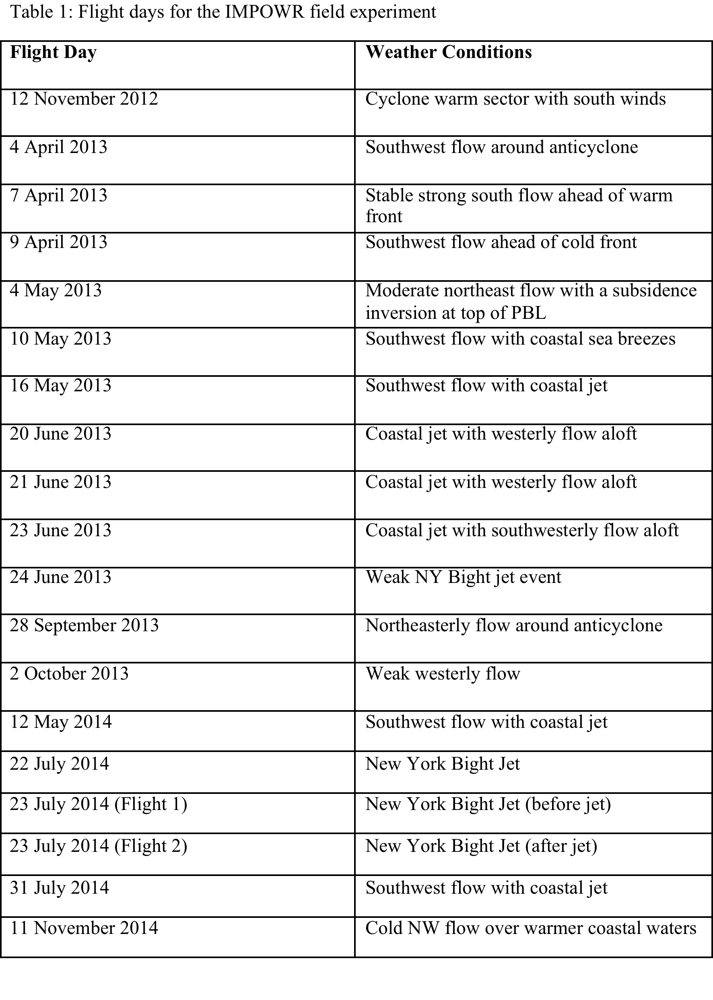 Table 1: Flight days for the IMPOWR field experiment
Flight Day
Weather Conditions
12 November 2012
Cyclone warm sector with south winds
4 April 2013
Southwest flow around anticyclone
7 April 2013
Stable strong south flow ahead of warm
front
9 April 2013
Southwest flow ahead of cold front
4 May 2013
Moderate northeast flow with a subsidence
inversion at top of PBL
10 May 2013
Southwest flow with coastal sea breezes
16 May 2013
Southwest flow with coastal jet
20 June 2013
Coastal jet with westerly flow aloft
21 June 2013
Coastal jet with westerly flow aloft
23 June 2013
Coastal jet with southwesterly flow aloft
24 June 2013
Weak NY Bight jet event
28 September 2013
Northeasterly flow around anticyclone
2 October 2013
Weak westerly flow
12 May 2014
Southwest flow with coastal jet
22 July 2014
New York Bight Jet
23 July 2014 (Flight 1)
New York Bight Jet (before jet)
23 July 2014 (Flight 2)
New York Bight Jet (after jet)
31 July 2014
Southwest flow with coastal jet
11 November 2014
Cold NW flow over warmer coastal waters